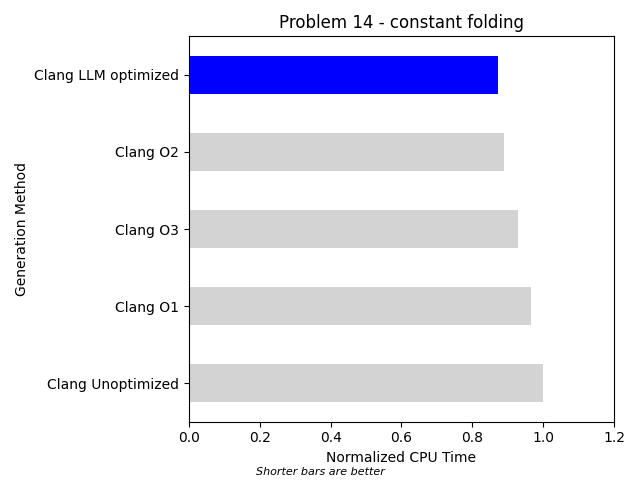 Problem 14 - constant folding
Clang LLM optimized
Clang O2
Clang O3
Clang O1
Clang Unoptimized
Generation Method
0.0 0.2 0.4 0.6 0.8 1.0 1.2
Normalized CPU Time
Shorter bars are better